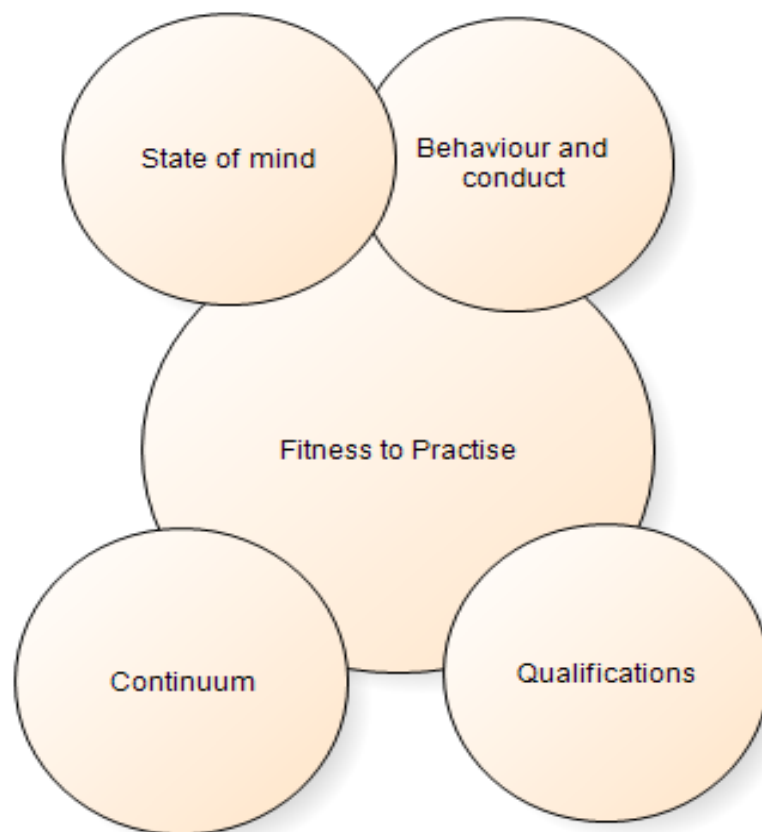 State of mind
Behaviour and
conduct
Fitness to Practise
Continuum
Qualifications